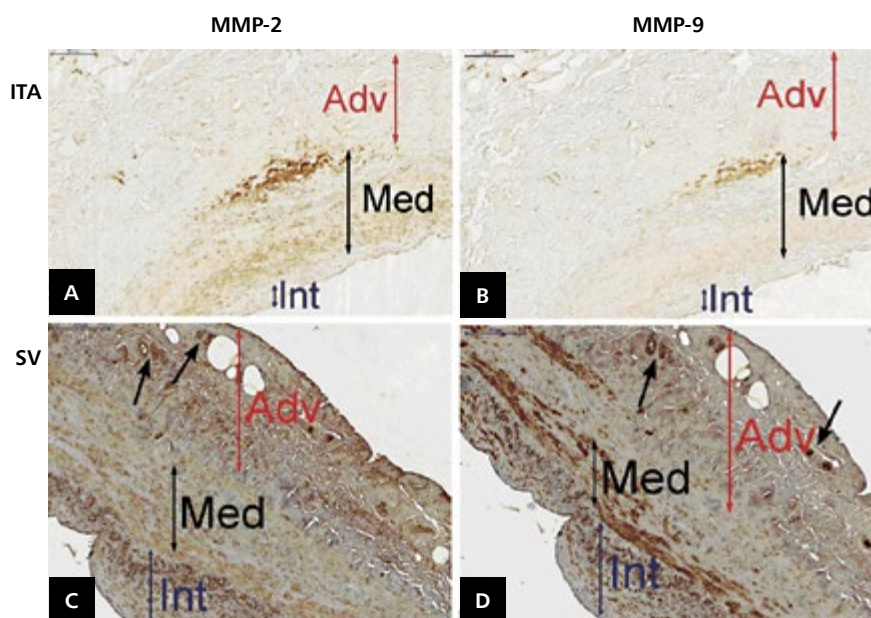 MMP-2
MMP-9
ITA
Adv
Med
Int
A
Adv
Med
Int
B
SV
Adv
Med
Int
C
Adv
Med
Int
D